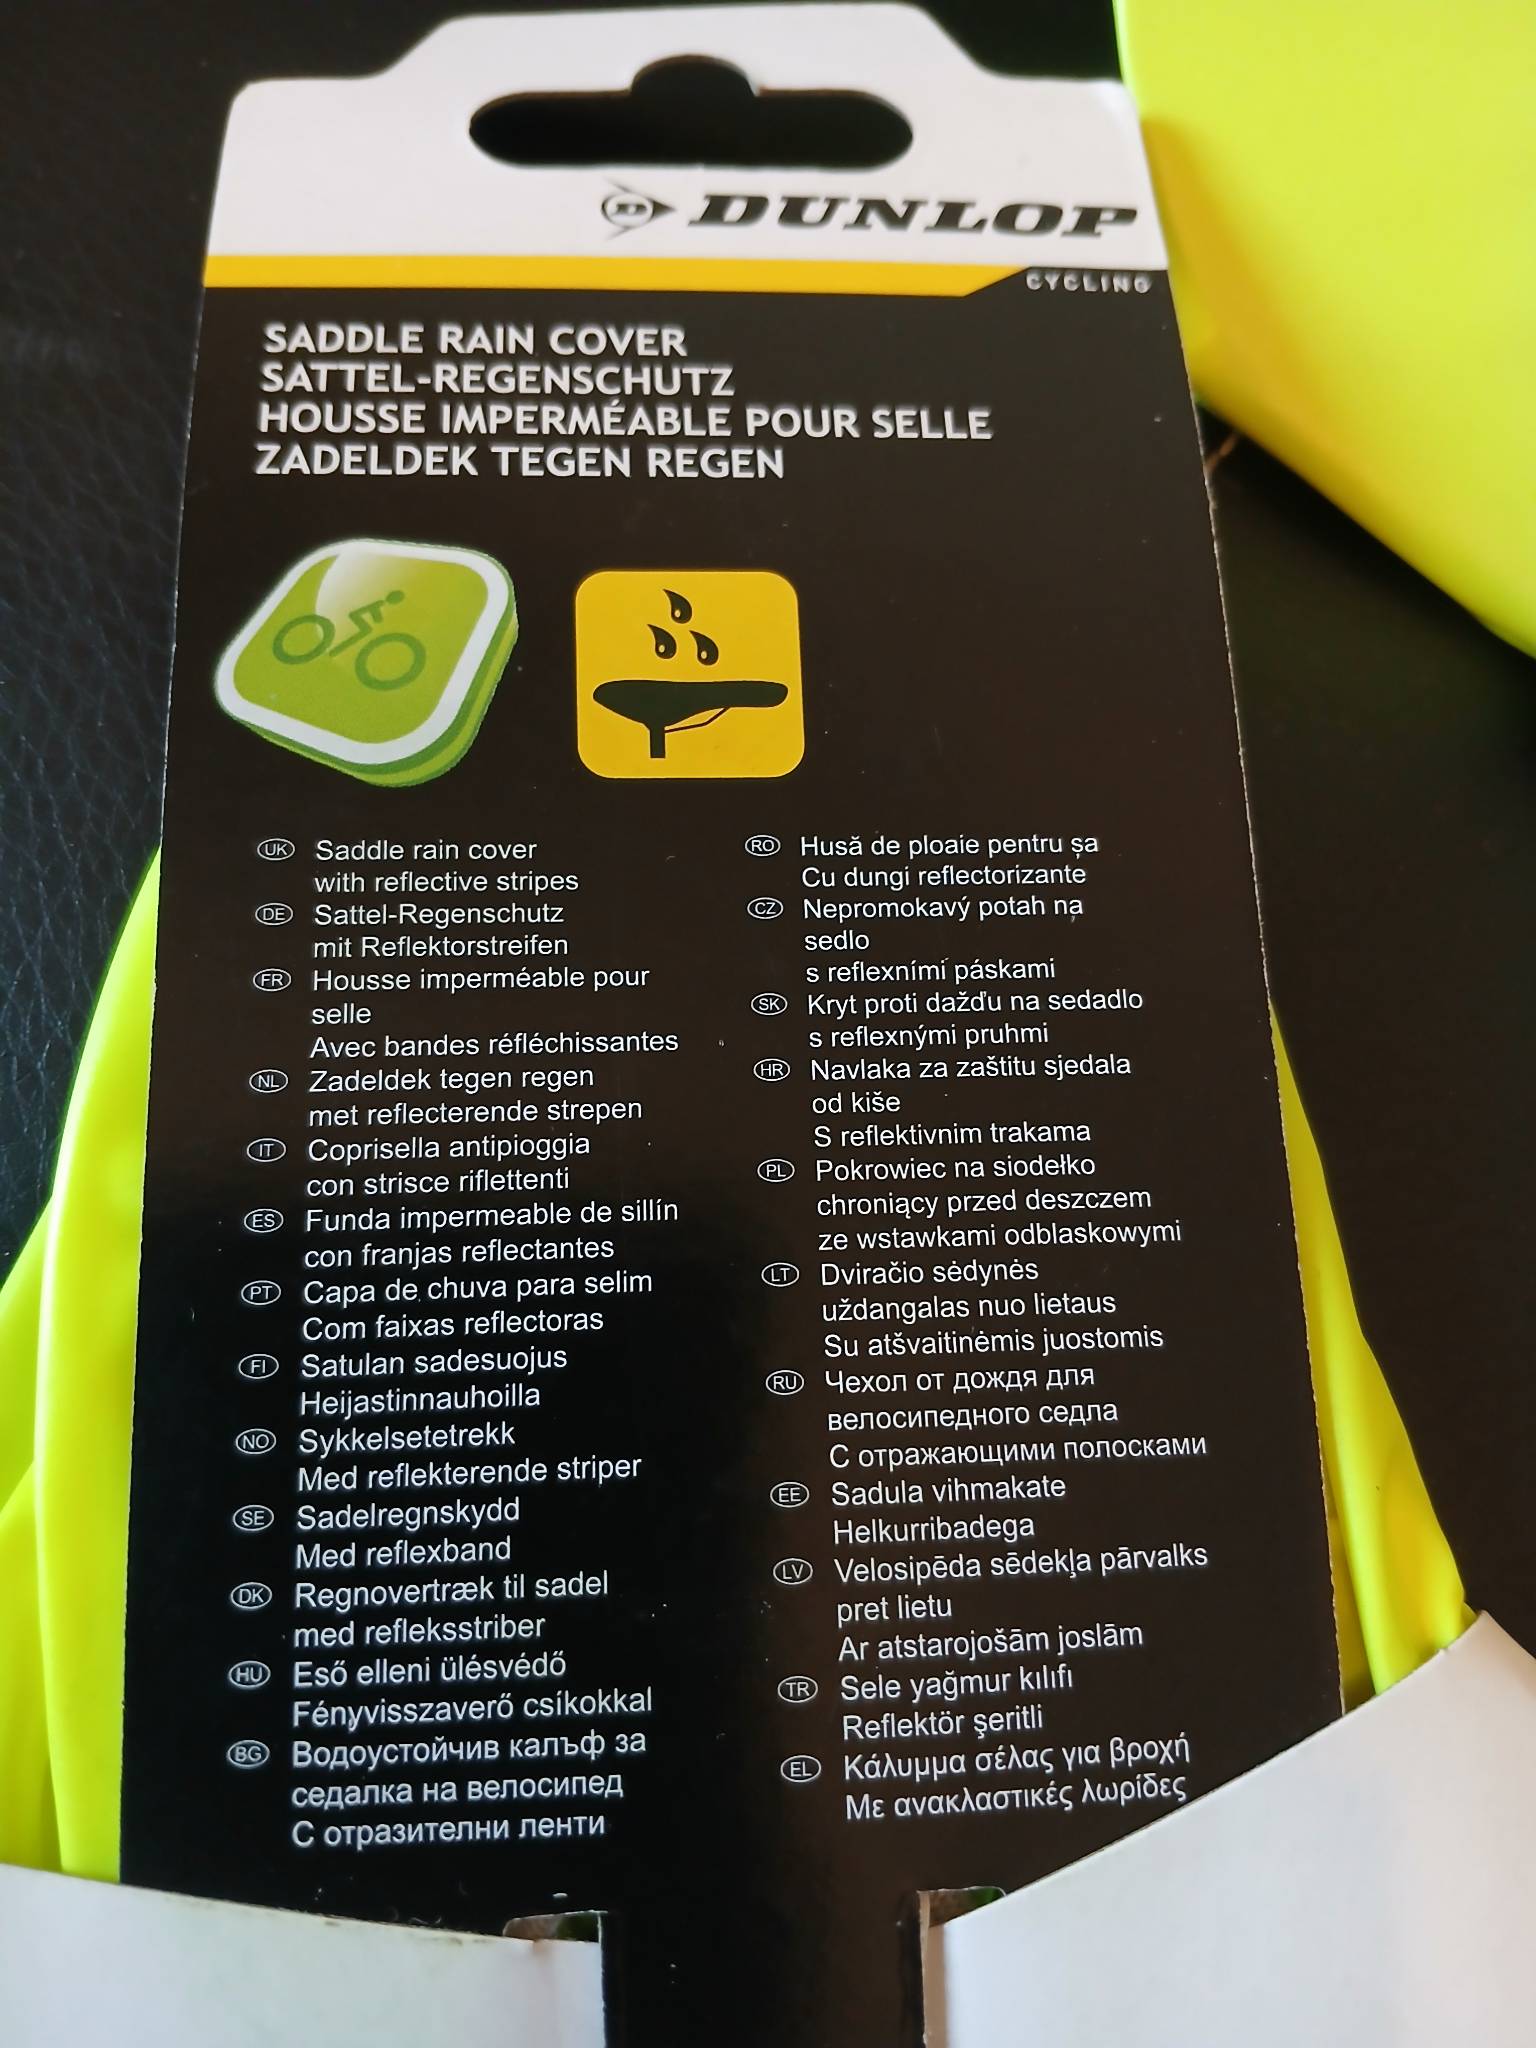 DUNLOP
CYCLING
SADDLE RAIN COVER
SATTEL-REGENSCHUTZ
HOUSSE IMPERMÉABLE POUR SELLE
ZADELDEK TEGEN REGEN
UK Saddle rain cover
with reflective stripes
DE Sattel-Regenschutz
mit Reflektorstreifen
FR Housse imperméable pour
selle
Avec bandes réfléchissantes
NL Zadeldek tegen regen
met reflecterende strepen
IT Coprisella antipioggia
con strisce riflettenti
ES Funda impermeable de sillín
con franjas reflectantes
PT Capa de chuva para selim
Com faixas reflectoras
FI Satulan sadesuojus
Heijastinnauhoilla
NO Sykkelsetetrekk
Med reflekterende striper
SE Sadelregnskydd
Med reflexband
DK Regnovertræk til sadel
med refleksstriber
HU Eső elleni ülésvédő
Fényvisszaverő csíkokkal
BG Водоустойчив калъф за
седалка на велосипед
С отразителни ленти
RO Husă de ploaie pentru șa
Cu dungi reflectorizante
CZ Nepromokavý potah na
sedlo
s reflexními páskami
SK Kryt proti dažďu na sedadlo
s reflexnými pruhmi
HR Navlaka za zaštitu sjedala
od kiše
S reflektivnim trakama
PL Pokrowiec na siodełko
chroniący przed deszczem
ze wstawkami odblaskowymi
LT Dviračio sėdynės
uždangalas nuo lietaus
Su atšvaitinėmis juostomis
RU Чехол от дождя для
велосипедного седла
С отражающими полосками
EE Sadula vihmakate
Helkurribadega
LV Velosipēda sēdekļa pārvalks
pret lietu
Ar atstarojošām joslām
TR Sele yağmur kılıfı
Reflektör şeritli
EL Κάλυμμα σέλας για βροχή
Με ανακλαστικές λωρίδες